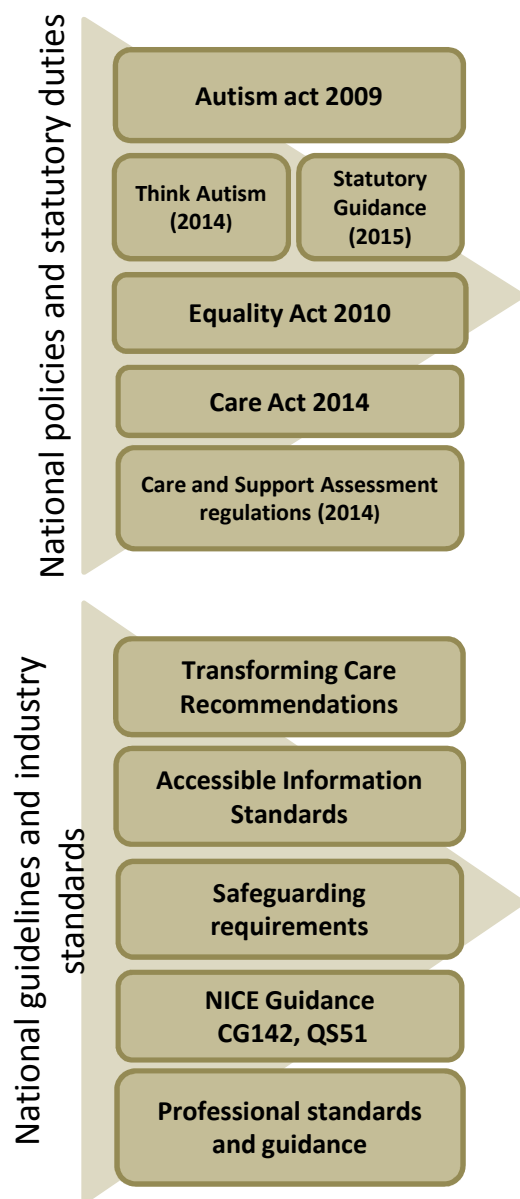 National policies and statutory duties
Autism act 2009
Think Autism
(2014)
Statutory
Guidance
(2015)
Equality Act 2010
Care Act 2014
Care and Support Assessment
regulations (2014)
National guidelines and industry
standards
Transforming Care
Recommendations
Accessible Information
Standards
Safeguarding
requirements
NICE Guidance
CG142, QS51
Professional standards
and guidance